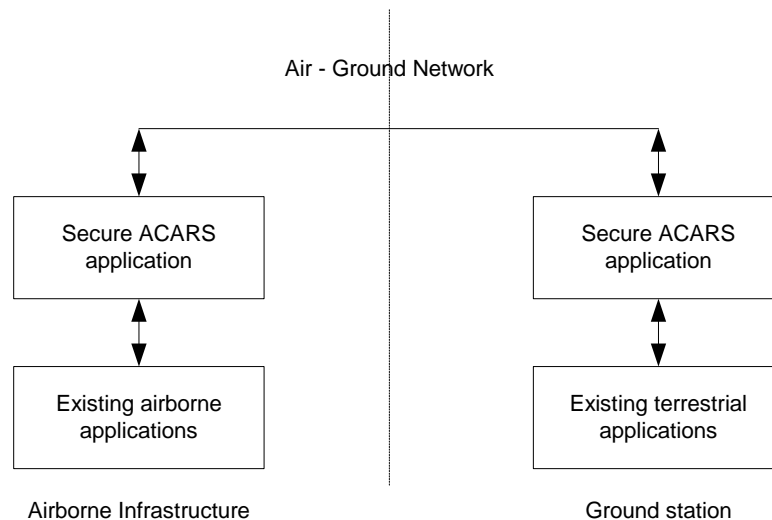 Air - Ground Network
Secure ACARS
application
Secure ACARS
application
Existing airborne
applications
Existing terrestrial
applications
Airborne Infrastructure
Ground station